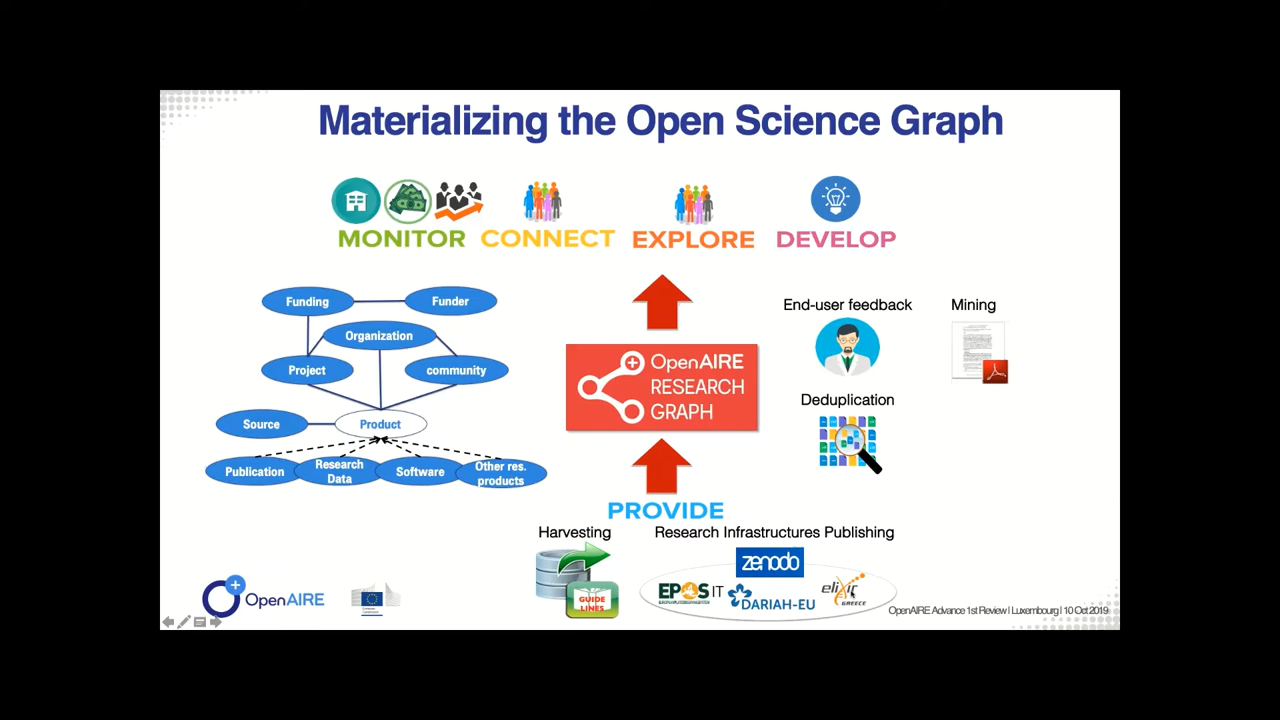 Materializing the Open Science Graph
MONITOR
CONNECT
EXPLORE
DEVELOP
Funding
Funder
Organization
Project
community
Source
Product
Publication
Research
Data
Software
Other res.
products
OpenAIRE
RESEARCH
GRAPH
End-user feedback
Mining
Deduplication
PROVIDE
Harvesting
Research Infrastructures Publishing
GUIDE
LINES
zenodo
EPOS IT
DARIAH-EU
elixir
GREECE
OpenAIRE
OpenAIRE Advance 1st Review | Luxembourg | 10 Oct 2019